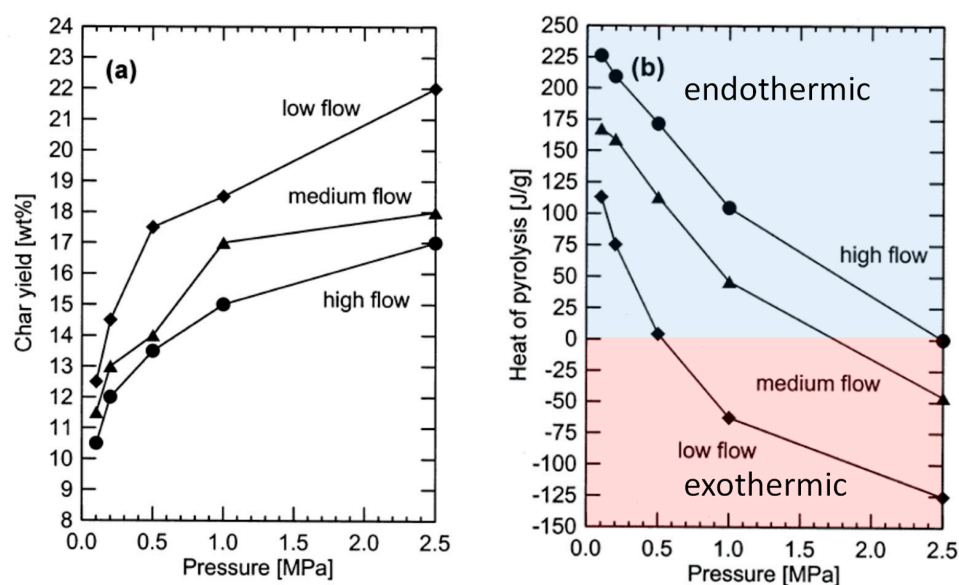 (a)
Char yield [wt%]
24
23
22
21
20
19
18
17
16
15
14
13
12
11
10
9
8
low flow
medium flow
high flow
0.0 0.5 1.0 1.5 2.0 2.5
Pressure [MPa]
(b)
endothermic
Heat of pyrolysis [J/g]
250
225
200
175
150
125
100
75
50
25
0
-25
-50
-75
-100
-125
-150
high flow
medium flow
low flow
exothermic
0.0 0.5 1.0 1.5 2.0 2.5
Pressure [MPa]